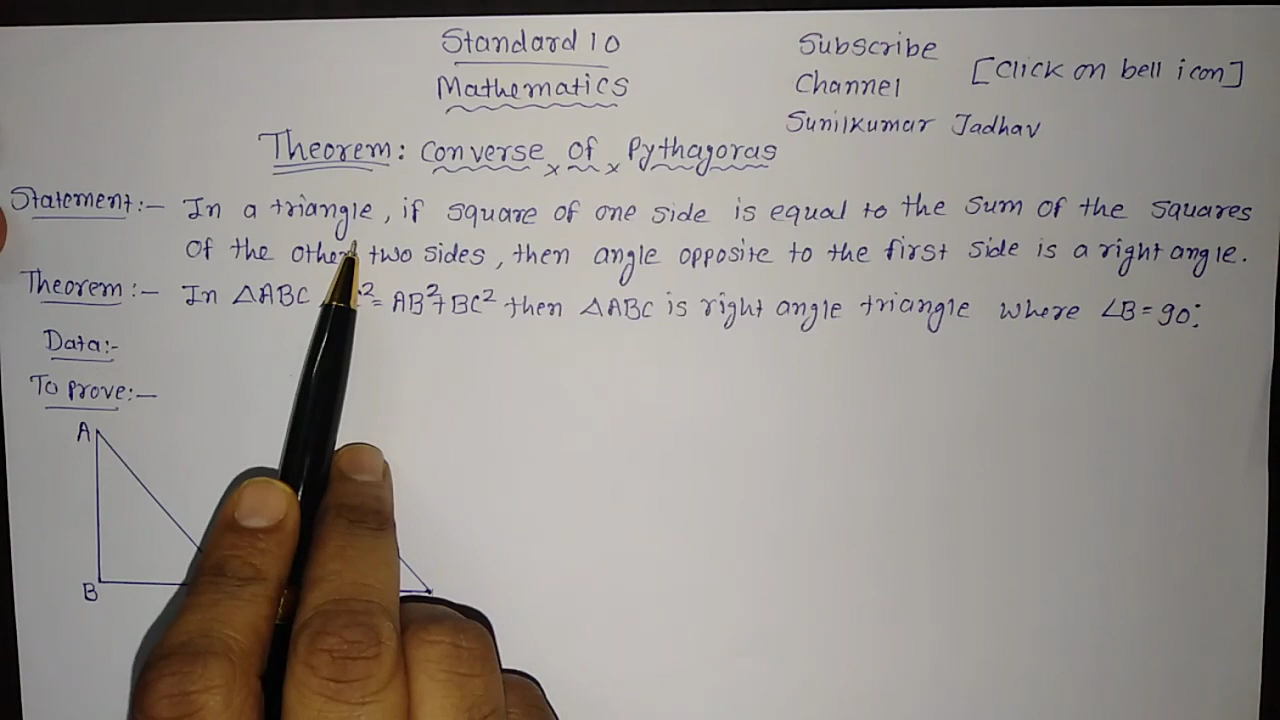 Standard 10
Mathematics
Subscribe
Channel [Click on bell icon]
Sunilkumar Jadhav
Theorem: Converse of Pythagoras
Statement:- In a triangle, if square of one side is equal to the sum of the squares
of the other two sides, then angle opposite to the first side is a right angle.
Theorem:- In △ABC ²= AB²+BC² then △ABC is right angle triangle where ∠B=90°.
Data:-
To prove:-
A
B